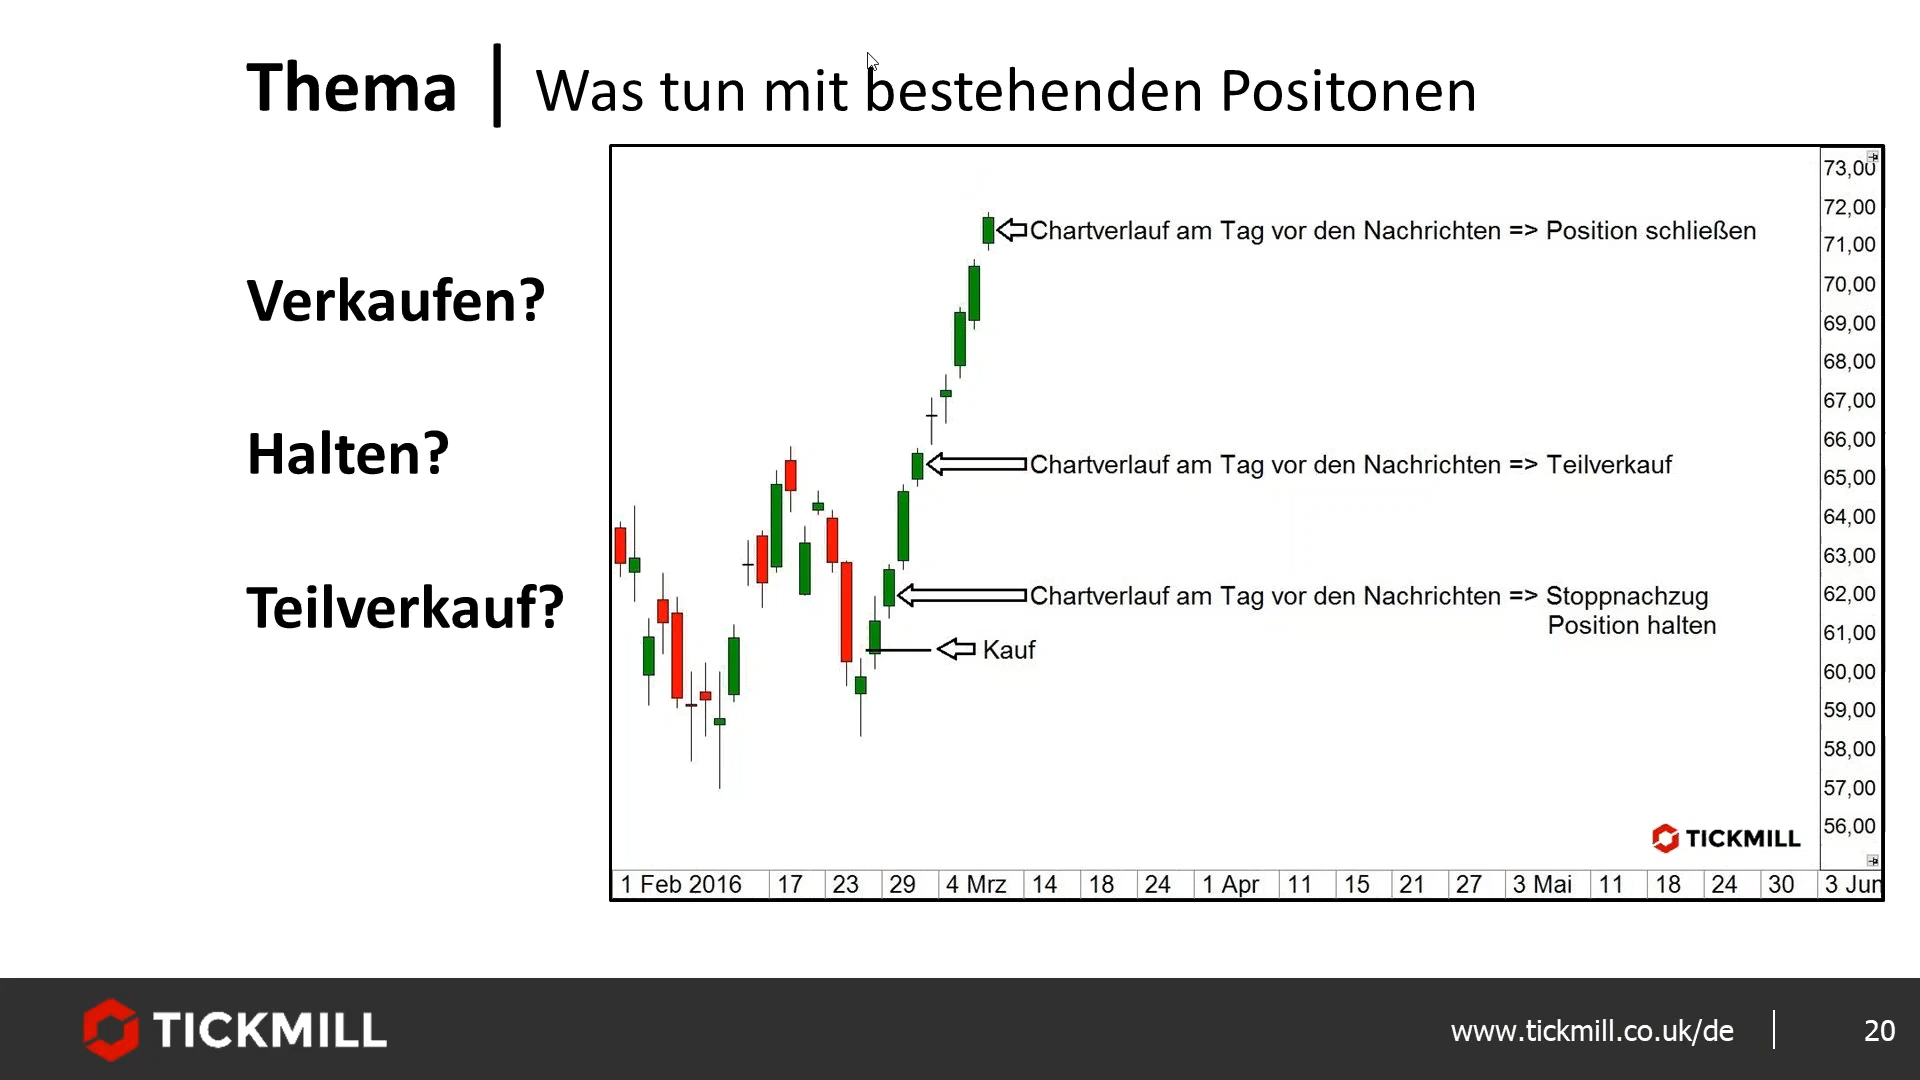 Thema | Was tun mit bestehenden Positonen
Verkaufen?
Halten?
Teilverkauf?
Chartverlauf am Tag vor den Nachrichten => Position schließen
Chartverlauf am Tag vor den Nachrichten => Teilverkauf
Chartverlauf am Tag vor den Nachrichten => Stoppnachzug
Position halten
Kauf
73,00
72,00
71,00
70,00
69,00
68,00
67,00
66,00
65,00
64,00
63,00
62,00
61,00
60,00
59,00
58,00
57,00
56,00
TICKMILL
1 Feb 2016 17 23 29 4 Mrz 14 18 24 1 Apr 11 15 21 27 3 Mai 11 18 24 30 3 Jun
TICKMILL
www.tickmill.co.uk/de | 20